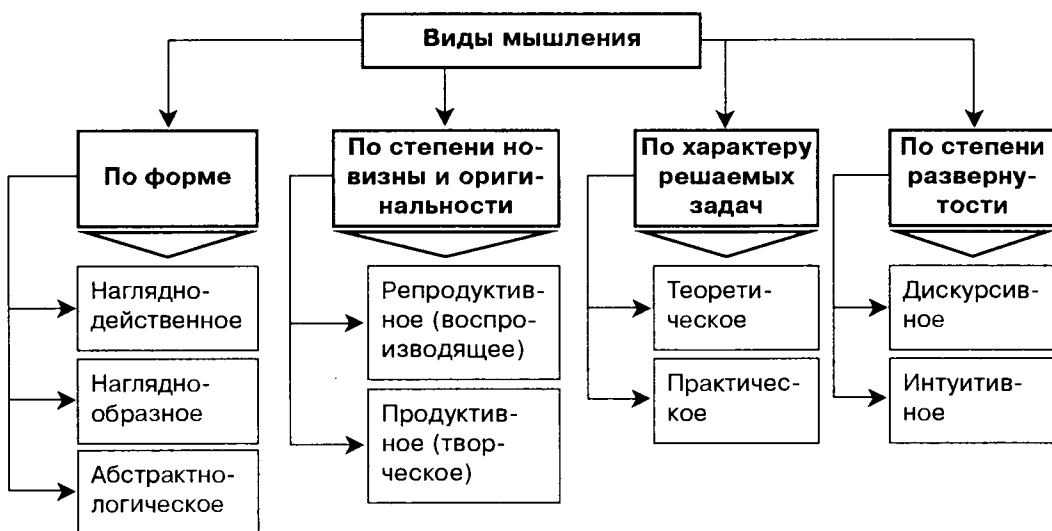 Виды мышления
По форме
Наглядно-
действенное
Наглядно-
образное
Абстрактно-
логическое
По степени но-
визны и ориги-
нальности
Репродуктив-
ное (воспро-
изводящее)
Продуктив-
ное (твор-
ческое)
По характеру
решаемых
задач
Теорети-
ческое
Практичес-
кое
По степени
разверну-
тости
Дискурсив-
ное
Интуитив-
ное